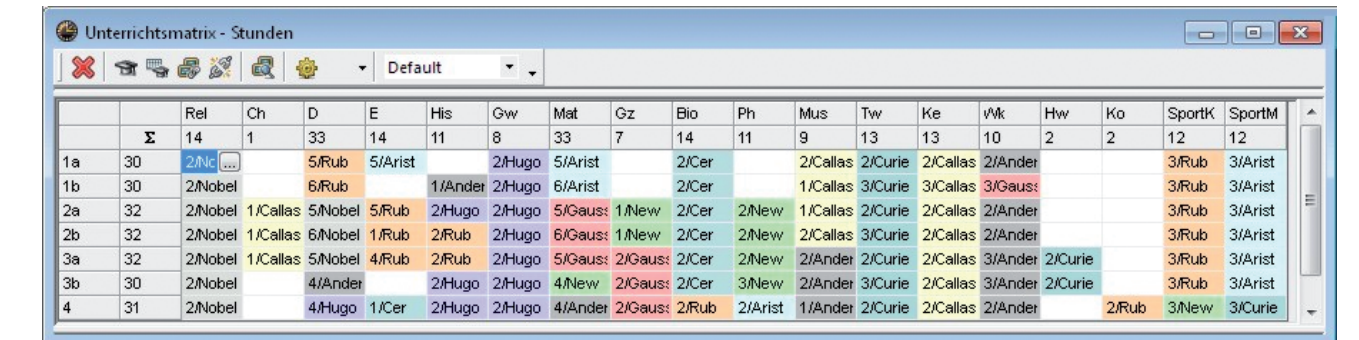 Unterrichtsmatrix - Stunden
Default
Rel Ch D E His Gw Mat Gz Bio Ph Mus Tw Ke Wk Hw Ko SportK SportM
Σ 14 1 33 14 11 8 33 7 14 11 9 13 13 10 2 2 12 12
1a 30 2/Nc ... 5/Rub 5/Arist 2/Hugo 5/Arist 2/Cer 2/Callas 2/Curie 2/Callas 2/Ander 3/Rub 3/Arist
1b 30 2/Nobel 6/Rub 1/Ander 2/Hugo 6/Arist 2/Cer 1/Callas 3/Curie 3/Callas 3/Gaus 3/Rub 3/Arist
2a 32 2/Nobel 1/Callas 5/Nobel 5/Rub 2/Hugo 2/Hugo 5/Gaus 1/New 2/Cer 2/New 1/Callas 2/Curie 2/Callas 2/Ander 3/Rub 3/Arist
2b 32 2/Nobel 1/Callas 6/Nobel 1/Rub 2/Rub 2/Hugo 6/Gaus 1/New 2/Cer 2/New 2/Callas 3/Curie 2/Callas 2/Ander 3/Rub 3/Arist
3a 32 2/Nobel 1/Callas 5/Nobel 4/Rub 2/Rub 2/Hugo 5/Gaus 2/Gaus 2/Cer 2/New 2/Ander 2/Curie 2/Callas 3/Ander 2/Curie 3/Rub 3/Arist
3b 30 2/Nobel 4/Ander 2/Hugo 2/Hugo 4/New 2/Gaus 2/Cer 3/New 2/Ander 3/Curie 2/Callas 3/Ander 2/Curie 3/Rub 3/Arist
4 31 2/Nobel 4/Hugo 1/Cer 2/Hugo 2/Hugo 4/Ander 2/Gaus 2/Rub 2/Arist 1/Ander 2/Curie 2/Callas 2/Ander 2/Rub 3/New 3/Curie